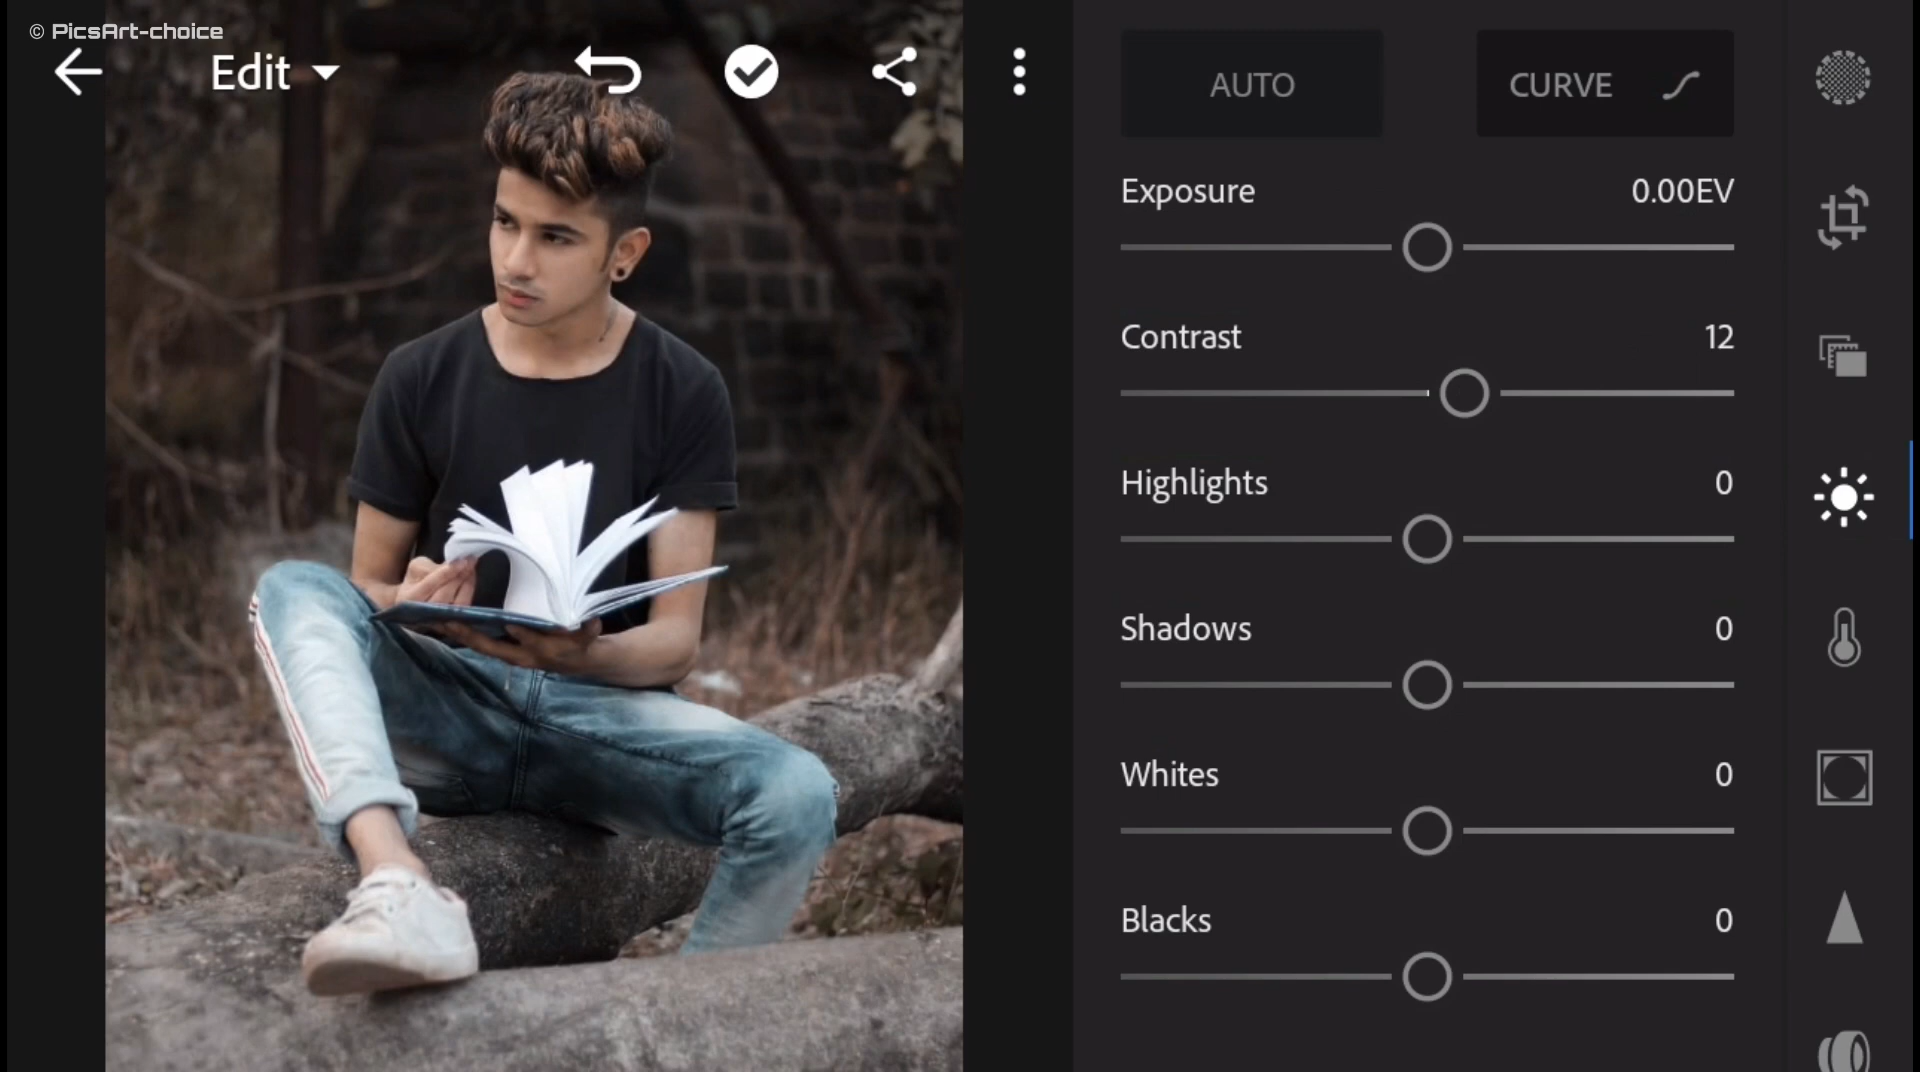 © PicsArt-choice
Edit
AUTO
CURVE
Exposure 0.00EV
Contrast 12
Highlights 0
Shadows 0
Whites 0
Blacks 0